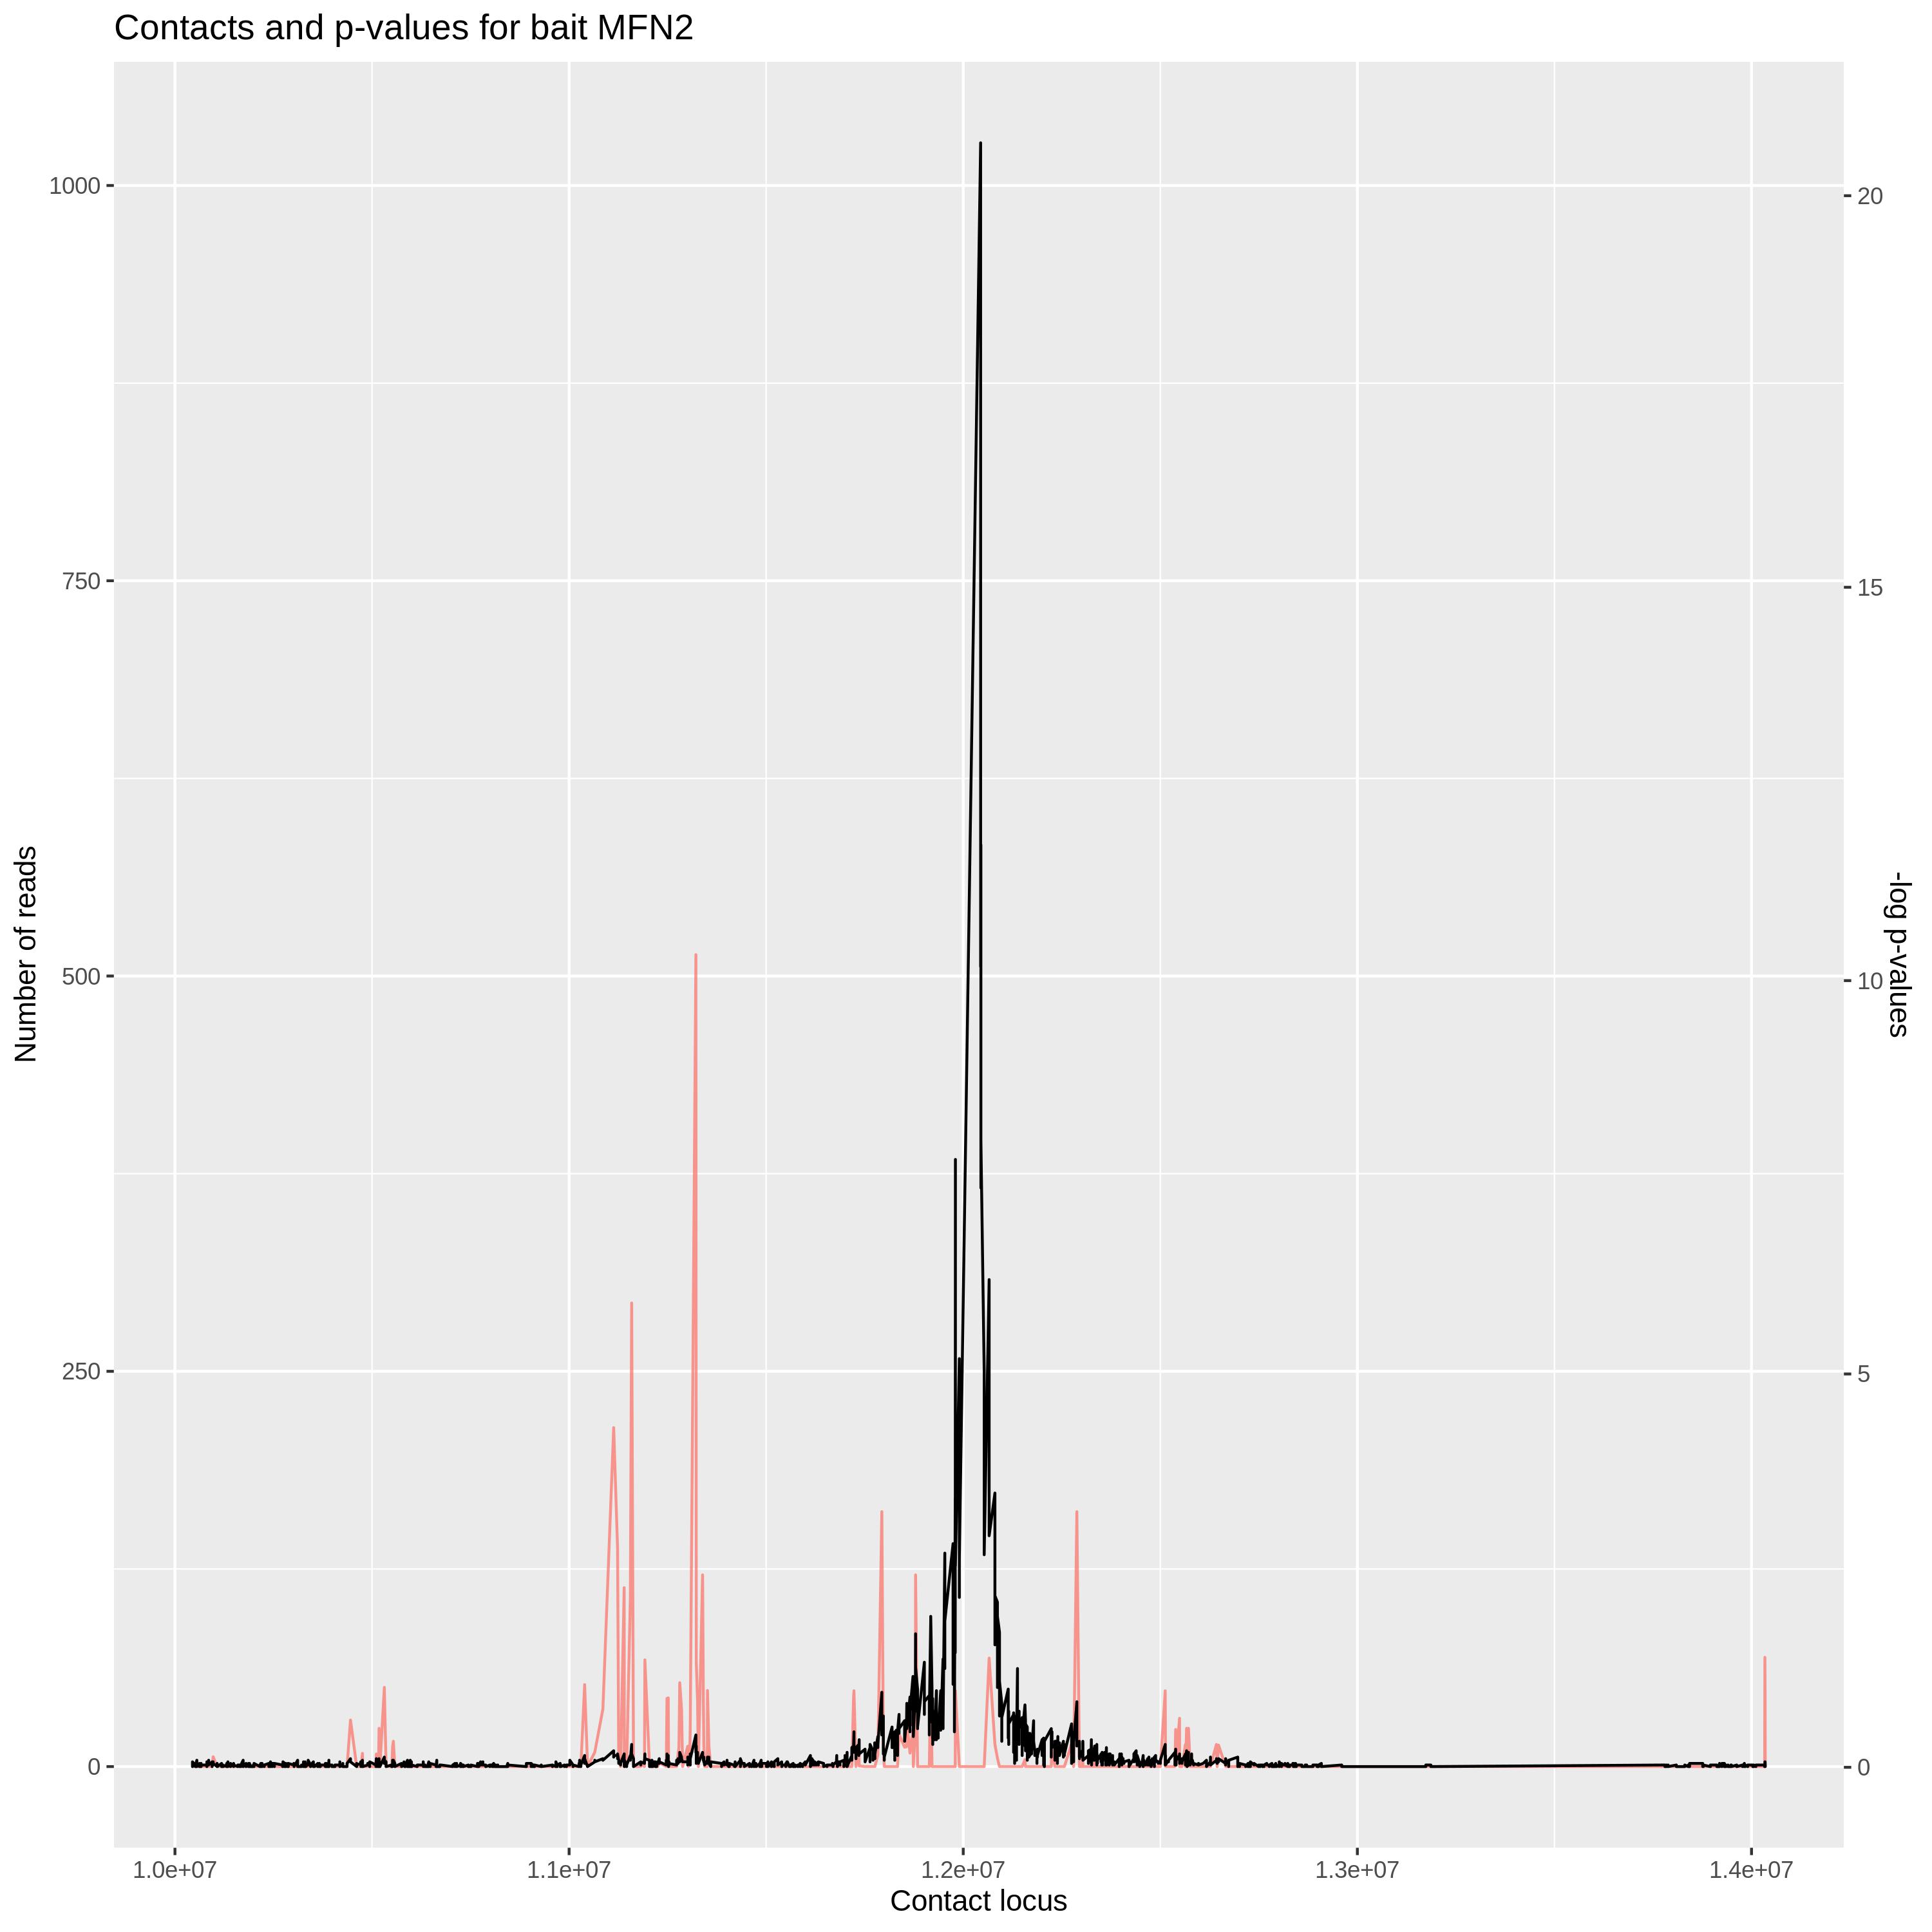 Contacts and p-values for bait MFN2
1000
750
500
250
0
Number of reads
20
15
10
5
0
-log p-values
1.0e+07
1.1e+07
1.2e+07
1.3e+07
1.4e+07
Contact locus